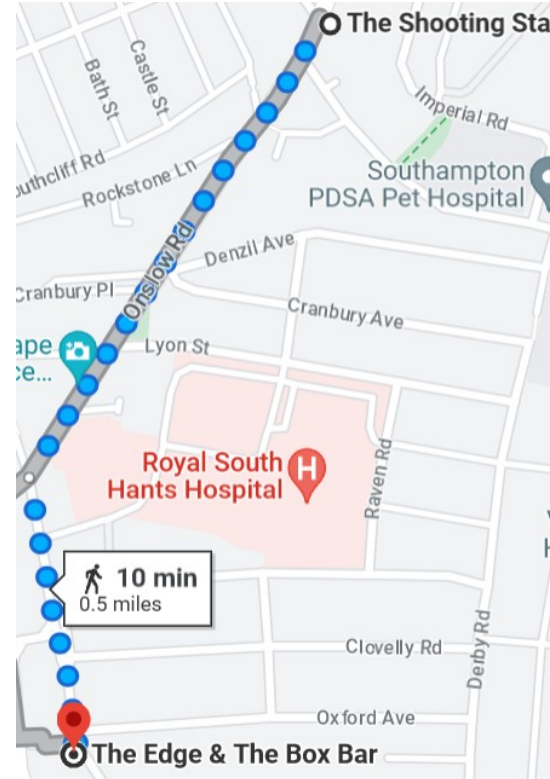 The Shooting Sta
Bath St
Castle St
Imperial Rd
outhcliff Rd
Rockstone Ln
Southampton
PDSA Pet Hospital
Onslow Rd
Denzil Ave
Cranbury Pl
Cranbury Ave
ape
ce...
Lyon St
Royal South
Hants Hospital
H
Raven Rd
10 min
0.5 miles
Clovelly Rd
Derby Rd
Oxford Ave
The Edge & The Box Bar